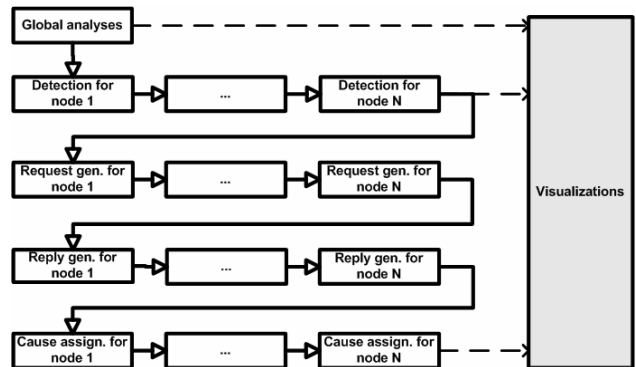 Global analyses
Detection for
node 1
...
Detection for
node N
Request gen. for
node 1
...
Request gen. for
node N
Visualizations
Reply gen. for
node 1
...
Reply gen. for
node N
Cause assign. for
node 1
...
Cause assign. for
node N